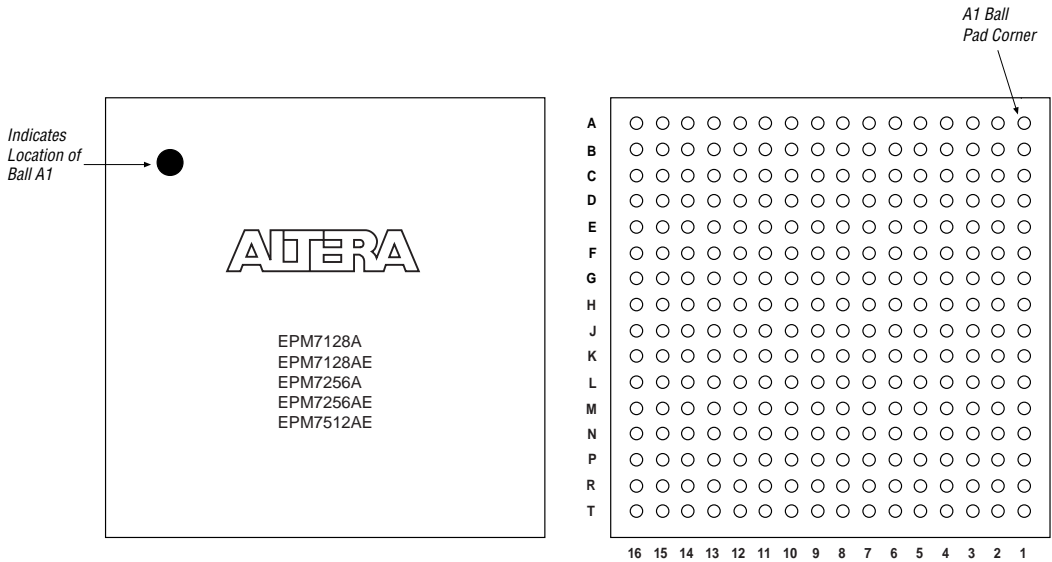 A1 Ball
Pad Corner
Indicates
Location of
Ball A1
ALTERA
EPM7128A
EPM7128AE
EPM7256A
EPM7256AE
EPM7512AE
A
B
C
D
E
F
G
H
J
K
L
M
N
P
R
T
16 15 14 13 12 11 10 9 8 7 6 5 4 3 2 1